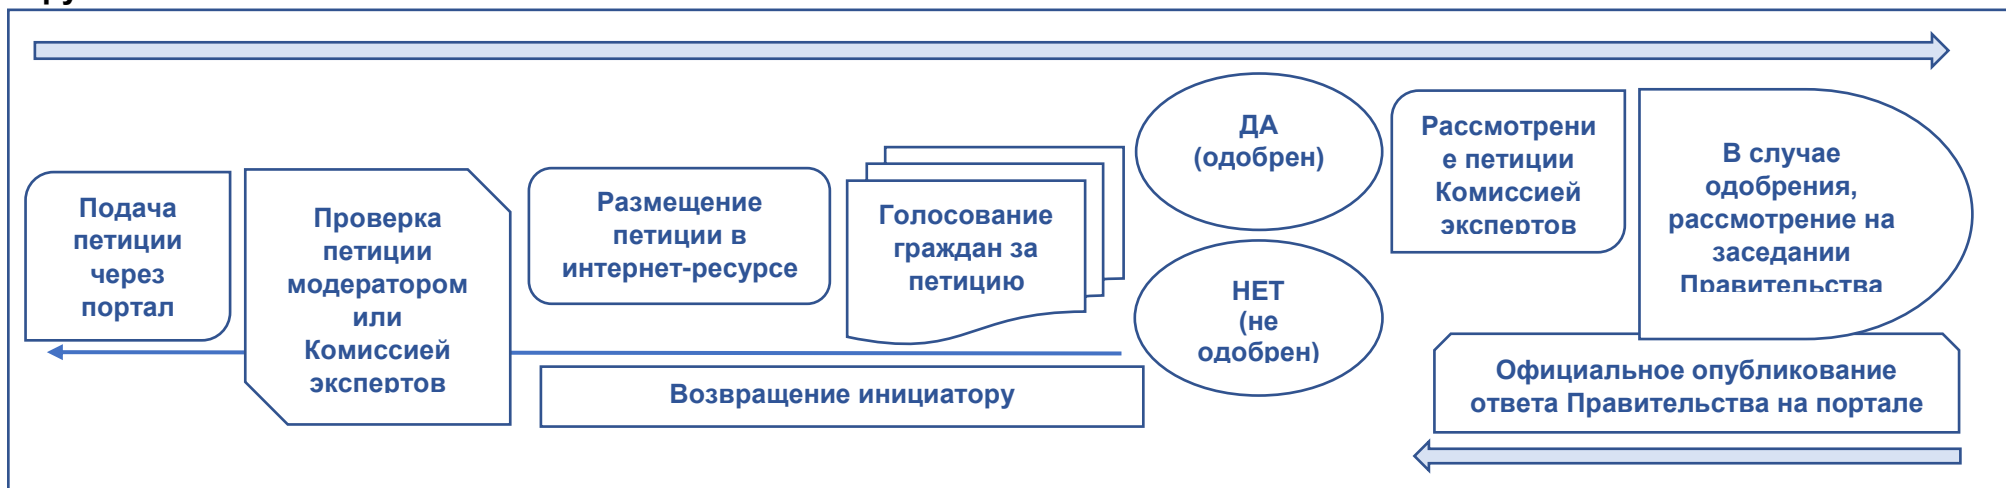 Подача
петиции
через
портал
Проверка
петиции
модератором
или
Комиссией
экспертов
Размещение
петиции в
интернет-ресурсе
Голосование
граждан за
петицию
ДА
(одобрен)
НЕТ
(не
одобрен)
Рассмотрени
е петиции
Комиссией
экспертов
В случае
одобрения,
рассмотрение на
заседании
Правительства
Возвращение инициатору
Официальное опубликование
ответа Правительства на портале